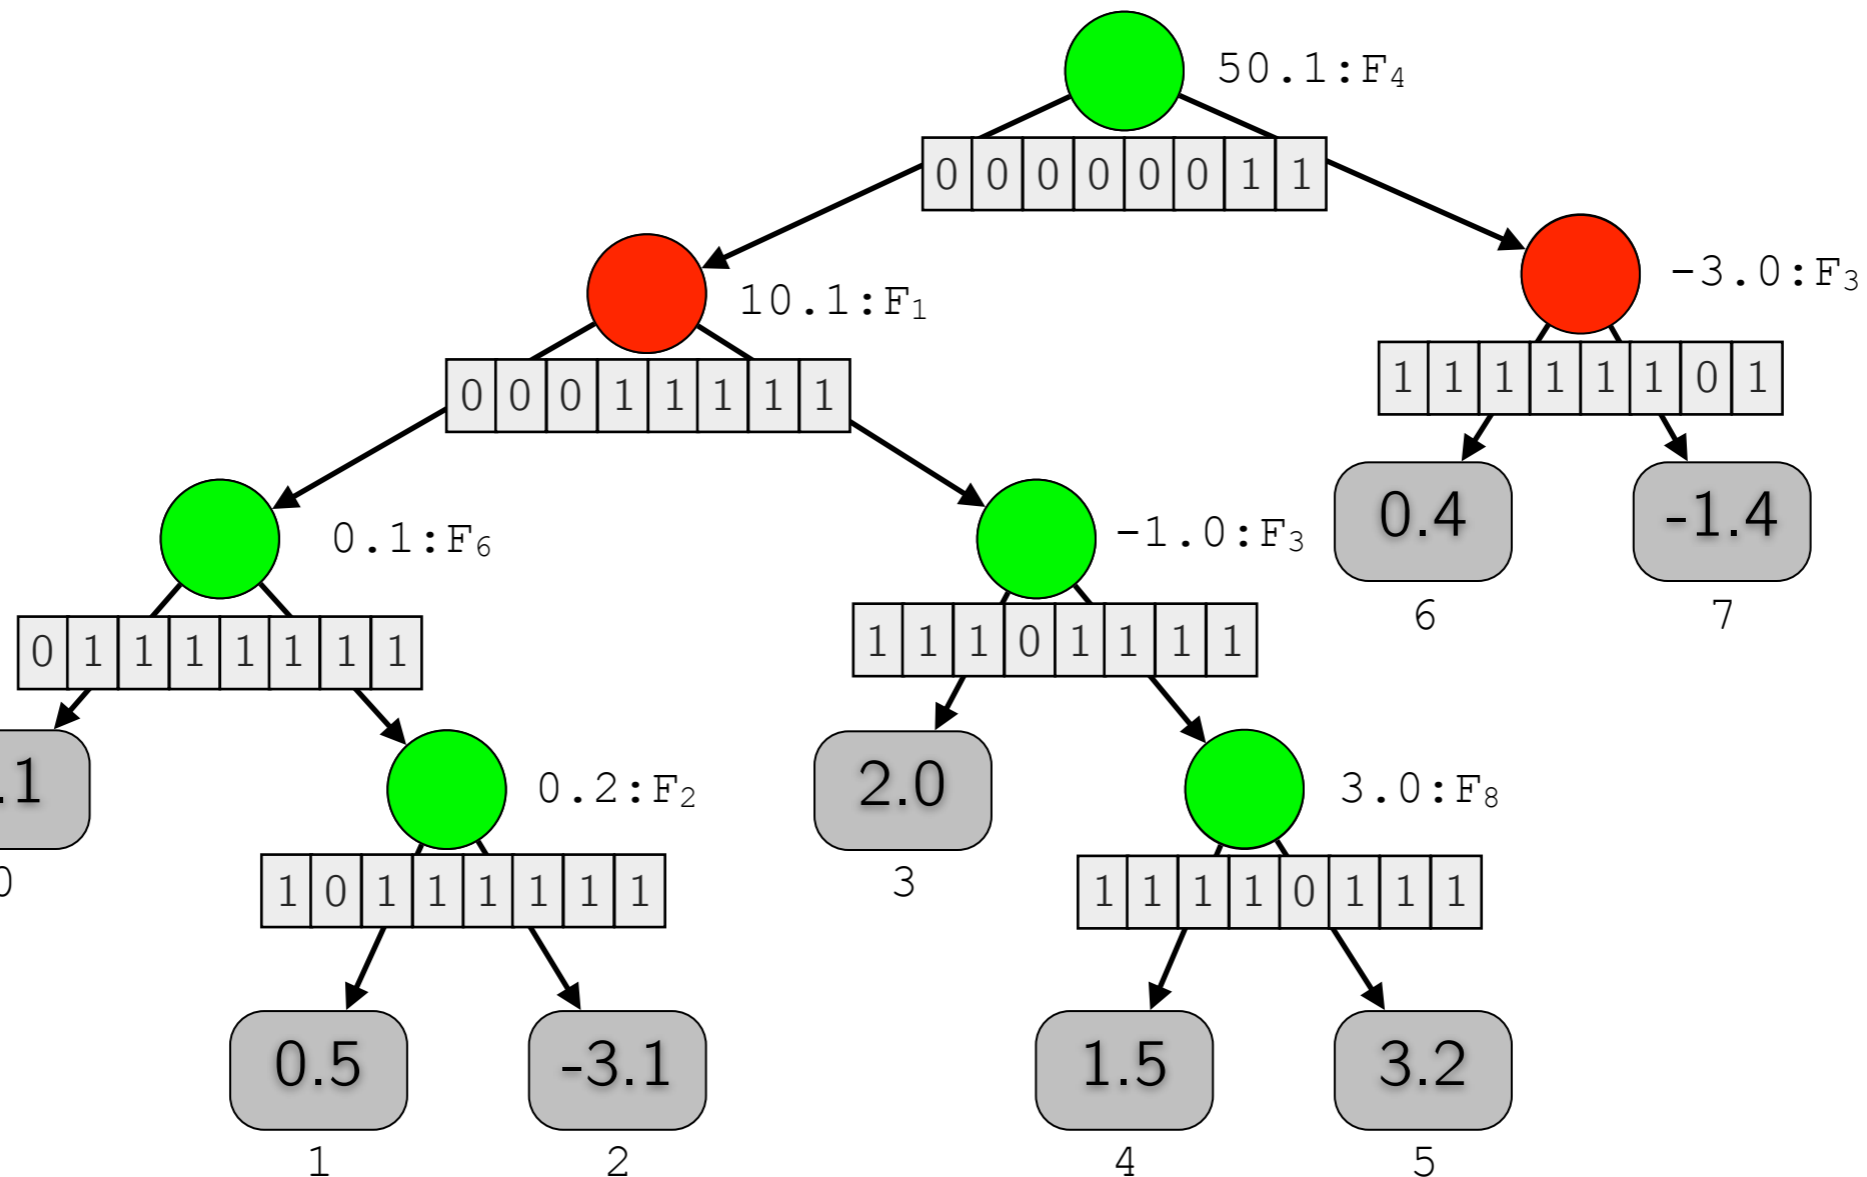 50.1:F₄
0 0 0 0 0 0 1 1
10.1:F₁
-3.0:F₃
0 0 0 1 1 1 1 1
1 1 1 1 1 1 0 1
0.4
-1.4
6
7
0.1:F₆
-1.0:F₃
0 1 1 1 1 1 1 1
1 1 1 0 1 1 1 1
.1
0
0.2:F₂
2.0
3
3.0:F₈
1 0 1 1 1 1 1 1
1 1 1 1 0 1 1 1
0.5
-3.1
1.5
3.2
1
2
4
5